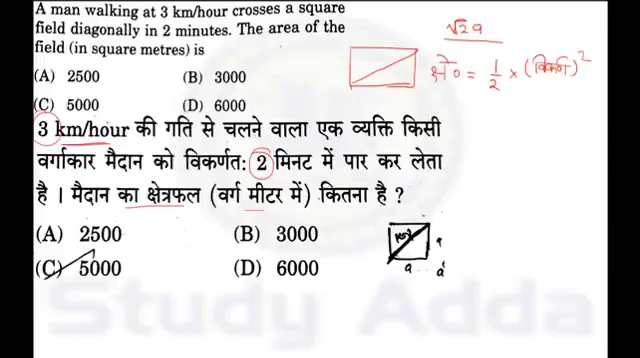 A man walking at 3 km/hour crosses a square
field diagonally in 2 minutes. The area of the
field (in square metres) is
(A) 2500 (B) 3000
(C) 5000 (D) 6000
√2a
क्षे० = 1/2 × (विकर्ण)²
3 km/hour की गति से चलने वाला एक व्यक्ति किसी
वर्गाकार मैदान को विकर्णत: 2 मिनट में पार कर लेता
है । मैदान का क्षेत्रफल (वर्ग मीटर में) कितना है ?
(A) 2500 (B) 3000
(C) 5000 (D) 6000
a
Study Adda